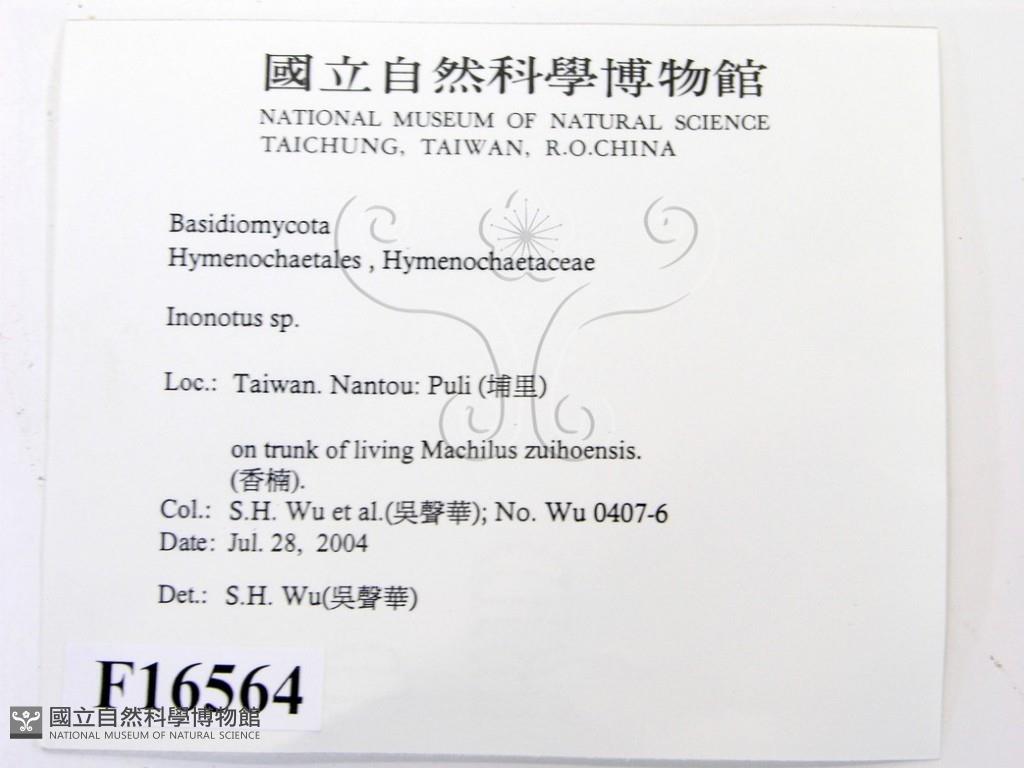 國立自然科學博物館
NATIONAL MUSEUM OF NATURAL SCIENCE
TAICHUNG, TAIWAN, R.O.CHINA
Basidiomycota
Hymenochaetales , Hymenochaetaceae
Inonotus sp.
Loc.: Taiwan. Nantou: Puli (埔里)
on trunk of living Machilus zuihoensis.
(香楠).
Col.: S.H. Wu et al.(吳聲華); No. Wu 0407-6
Date: Jul. 28, 2004
Det.: S.H. Wu(吳聲華)
F16564
國立自然科學博物館
NATIONAL MUSEUM OF NATURAL SCIENCE